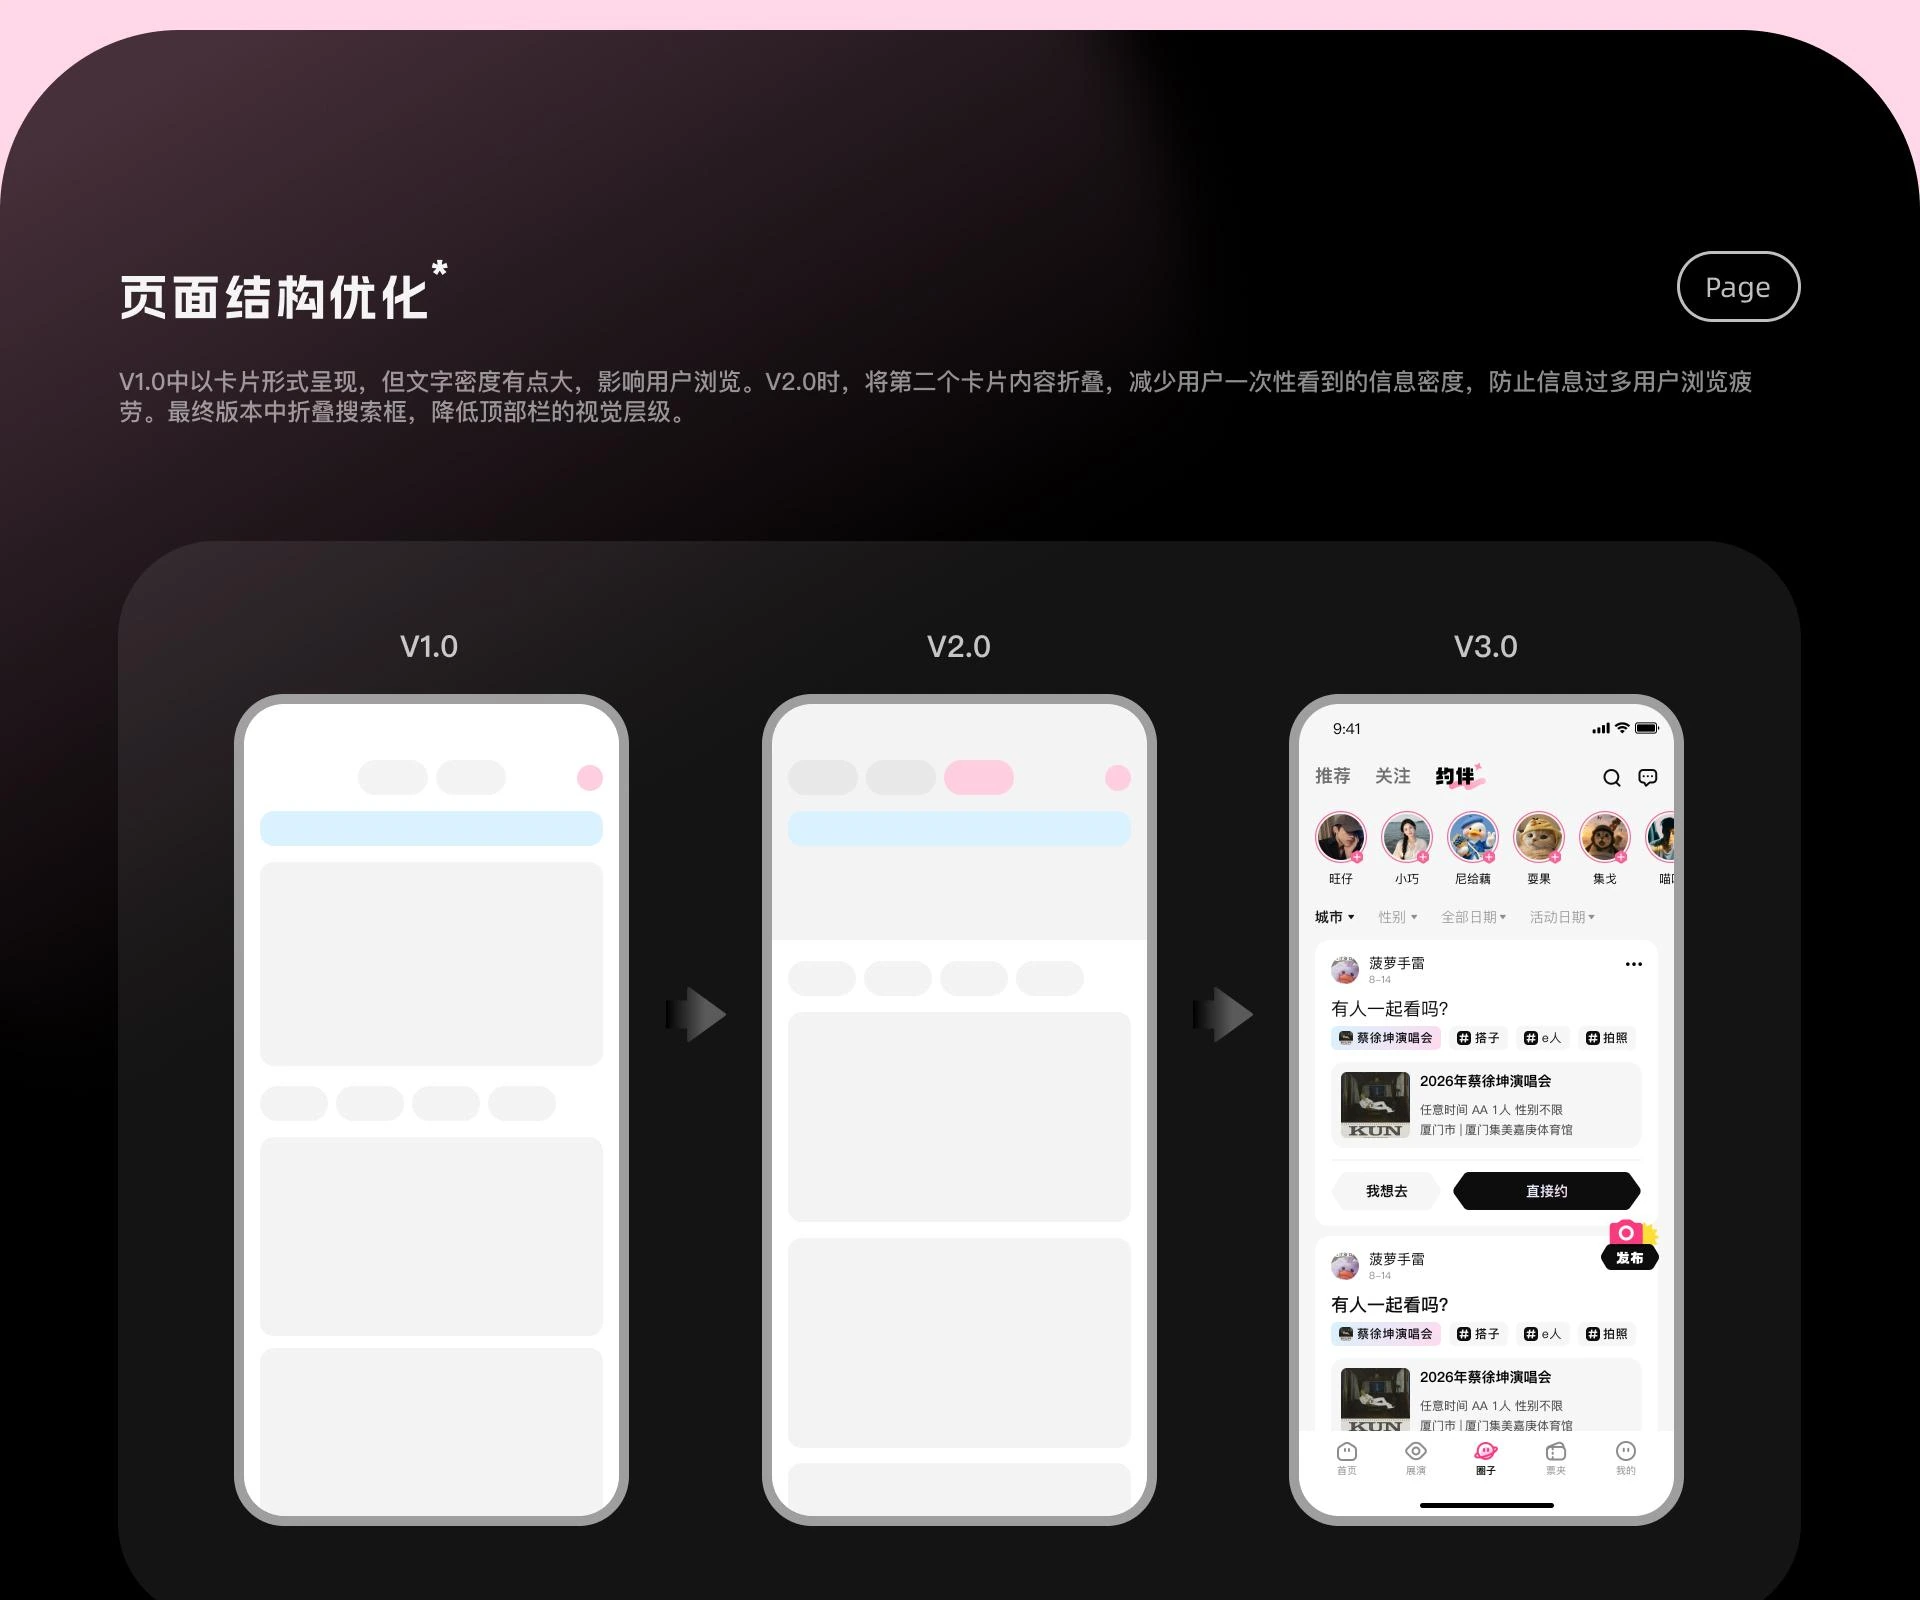 页面结构优化*
Page
V1.0中以卡片形式呈现，但文字密度有点大，影响用户浏览。V2.0时，将第二个卡片内容折叠，减少用户一次性看到的信息密度，防止信息过多用户浏览疲
劳。最终版本中折叠搜索框，降低顶部栏的视觉层级。
V1.0
V2.0
V3.0
9:41
推荐 关注 约伴
旺仔 小巧 尼给藕 耍果 集戈
城市 性别 全部日期 活动日期
菠萝手雷
8-14
有人一起看吗?
蔡徐坤演唱会 # 搭子 # e人 # 拍照
2026年蔡徐坤演唱会
任意时间 AA 1人 性别不限
厦门市 | 厦门集美嘉庚体育馆
KUN
我想去 直接约
发布
菠萝手雷
8-14
有人一起看吗?
蔡徐坤演唱会 # 搭子 # e人 # 拍照
2026年蔡徐坤演唱会
任意时间 AA 1人 性别不限
厦门市 | 厦门集美嘉庚体育馆
KUN
首页 展演 圈子 票夹 我的